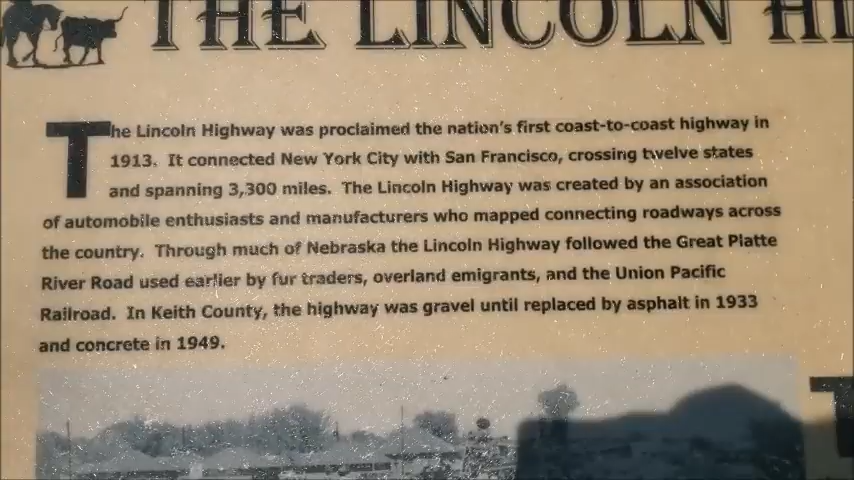 THE LINCOLN HI
The Lincoln Highway was proclaimed the nation's first coast-to-coast highway in
1913. It connected New York City with San Francisco, crossing twelve states
and spanning 3,300 miles. The Lincoln Highway was created by an association
of automobile enthusiasts and manufacturers who mapped connecting roadways across
the country. Through much of Nebraska the Lincoln Highway followed the Great Platte
River Road used earlier by fur traders, overland emigrants, and the Union Pacific
Railroad. In Keith County, the highway was gravel until replaced by asphalt in 1933
and concrete in 1949.